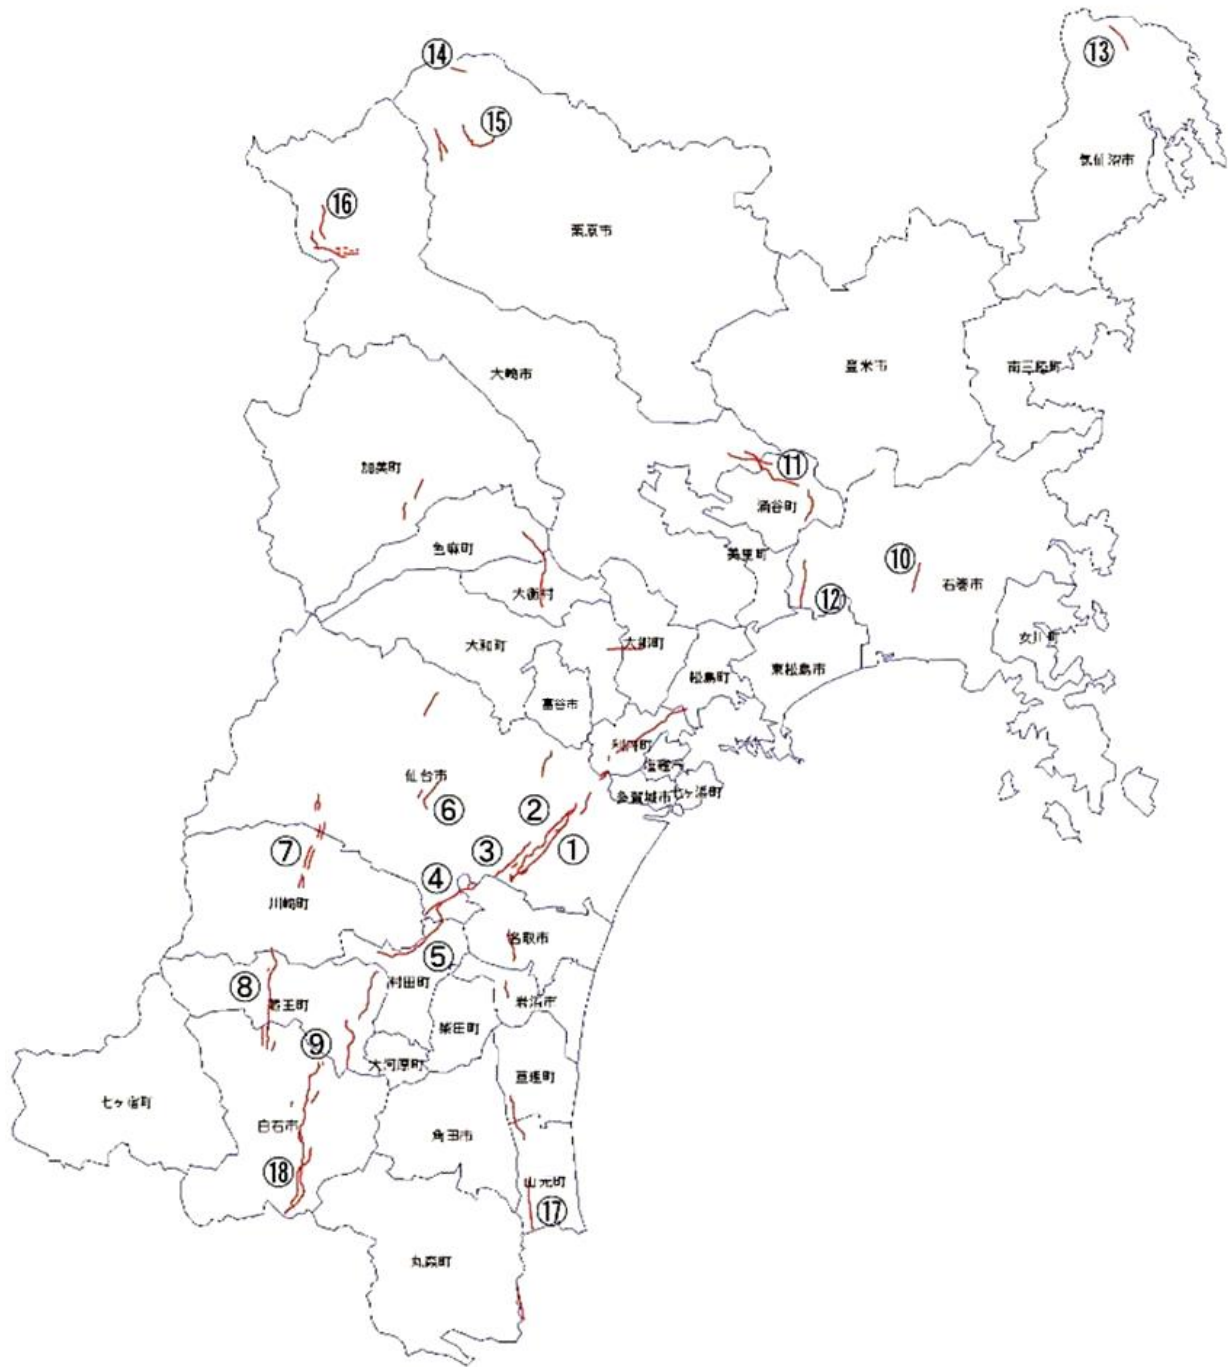 ⑭
⑬
⑮
気仙沼市
⑯
栗原市
登米市
南三陸町
大崎市
加美町
⑪
涌谷町
色麻町
美里町
⑩
石巻市
大衡村
⑫
大和町
大郷町
女川町
松島町
東松島市
富谷市
利府町
塩竈市
仙台市
多賀城市
七ヶ浜町
⑥
②
①
⑦
③
④
川崎町
名取市
⑤
村田町
⑧
蔵王町
岩沼市
柴田町
⑨
大河原町
亘理町
七ヶ宿町
白石市
角田市
⑱
山元町
⑰
丸森町